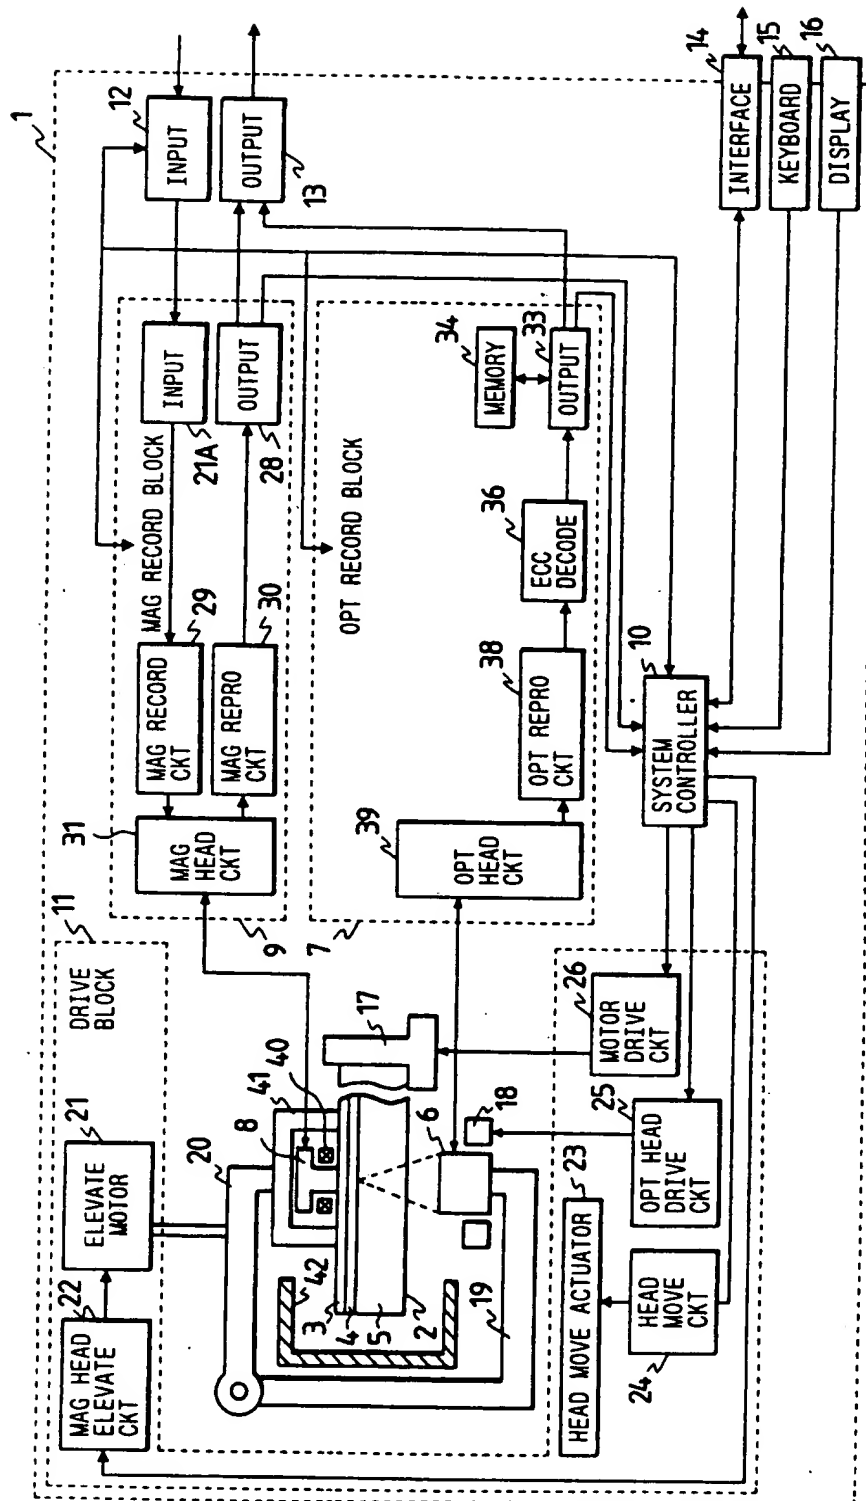 1
11
DRIVE
BLOCK
22
MAG HEAD
ELEVATE
CKT
21
ELEVATE
MOTOR
20
41
8
40
42
3
4
5
2
17
6
18
19
HEAD MOVE ACTUATOR
23
HEAD
MOVE
CKT
24
25
OPT HEAD
DRIVE
CKT
26
MOTOR
DRIVE
CKT
9
MAG RECORD BLOCK
31
MAG HEAD
CKT
MAG RECORD
CKT
29
MAG REPRO
CKT
30
INPUT
21A
OUTPUT
28
INPUT
12
OUTPUT
13
7
OPT RECORD BLOCK
39
OPT
HEAD
CKT
38
OPT REPRO
CKT
36
ECC
DECODE
MEMORY
34
OUTPUT
33
10
SYSTEM
CONTROLLER
INTERFACE
14
KEYBOARD
15
DISPLAY
16